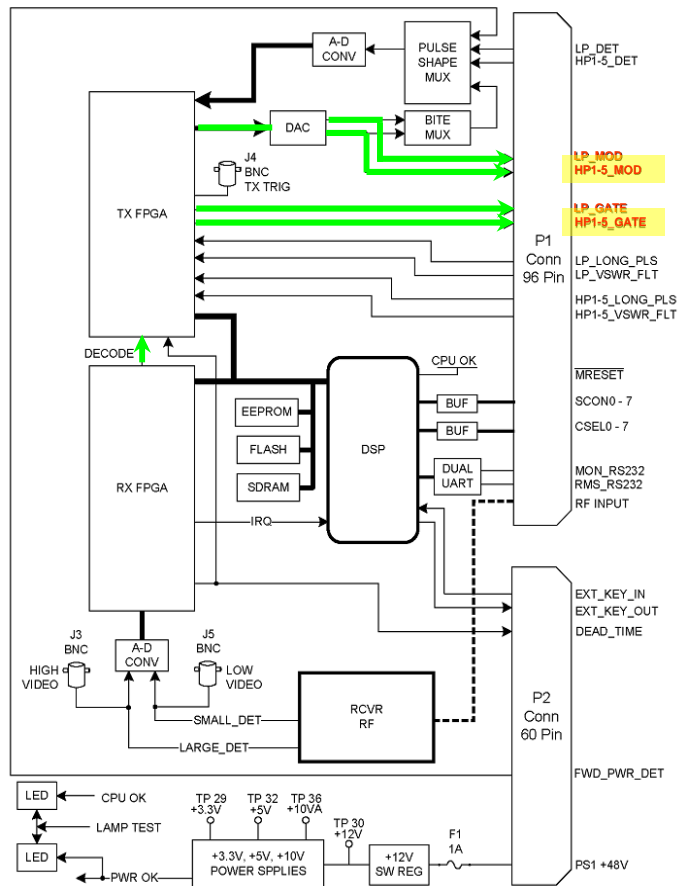 A-D
CONV
PULSE
SHAPE
MUX
LP_DET
HP1-5_DET
DAC
BITE
MUX
J4
BNC
TX TRIG
LP_MOD
HP1-5_MOD
TX FPGA
LP_GATE
HP1-5_GATE
P1
Conn
96 Pin
LP_LONG_PLS
LP_VSWR_FLT
HP1-5_LONG_PLS
HP1-5_VSWR_FLT
DECODE
CPU OK
MRESET
EEPROM
BUF
SCON0 - 7
FLASH
DSP
BUF
CSEL0 - 7
SDRAM
DUAL
UART
MON_RS232
RMS_RS232
RX FPGA
RF INPUT
IRQ
EXT_KEY_IN
EXT_KEY_OUT
DEAD_TIME
J3
BNC
A-D
CONV
J5
BNC
HIGH
VIDEO
LOW
VIDEO
SMALL_DET
LARGE_DET
RCVR
RF
P2
Conn
60 Pin
FWD_PWR_DET
LED
CPU OK
LAMP TEST
LED
PWR OK
TP 29
+3.3V
TP 32
+5V
TP 36
+10VA
TP 30
+12V
+3.3V, +5V, +10V
POWER SPPLIES
+12V
SW REG
F1
1A
PS1 +48V